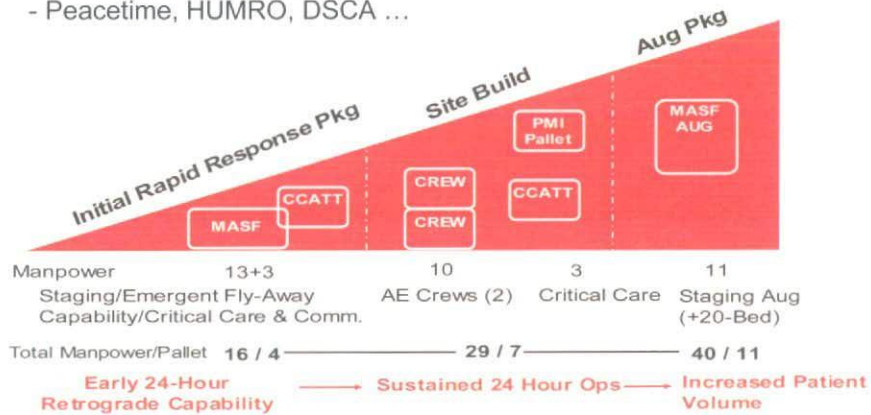 - Peacetime, HUMRO, DSCA ...
Initial Rapid Response Pkg
Site Build
Aug Pkg
MASF
CCATT
CREW
CREW
PMI
Pallet
CCATT
MASF
AUG
Manpower 13+3 10 3 11
Staging/Emergent Fly-Away
Capability/Critical Care & Comm.
AE Crews (2)
Critical Care
Staging Aug
(+20-Bed)
Total Manpower/Pallet 16 / 4 29 / 7 40 / 11
Early 24-Hour
Retrograde Capability
Sustained 24 Hour Ops
Increased Patient
Volume